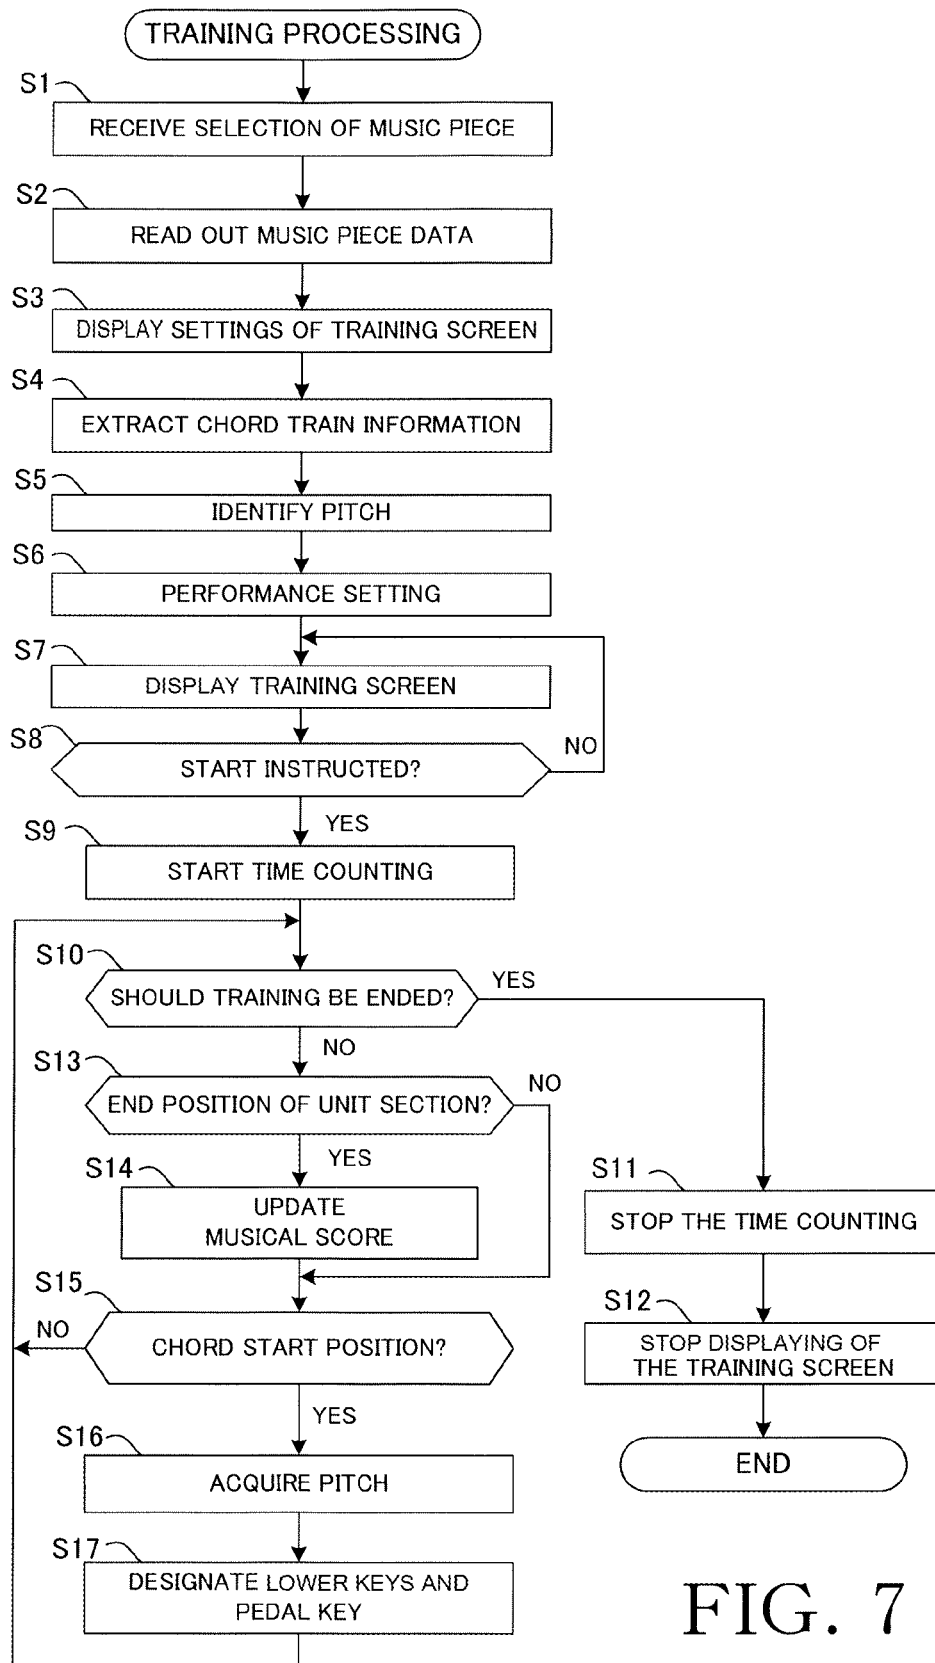 TRAINING PROCESSING
S1
RECEIVE SELECTION OF MUSIC PIECE
S2
READ OUT MUSIC PIECE DATA
S3
DISPLAY SETTINGS OF TRAINING SCREEN
S4
EXTRACT CHORD TRAIN INFORMATION
S5
IDENTIFY PITCH
S6
PERFORMANCE SETTING
S7
DISPLAY TRAINING SCREEN
S8
START INSTRUCTED?
NO
YES
S9
START TIME COUNTING
S10
SHOULD TRAINING BE ENDED?
YES
NO
S13
END POSITION OF UNIT SECTION?
NO
YES
S14
UPDATE
MUSICAL SCORE
S11
STOP THE TIME COUNTING
S15
CHORD START POSITION?
NO
YES
S12
STOP DISPLAYING OF
THE TRAINING SCREEN
END
S16
ACQUIRE PITCH
S17
DESIGNATE LOWER KEYS AND
PEDAL KEY
FIG. 7